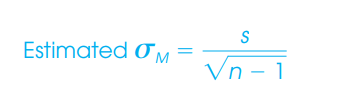 Estimated σ_M = s / √(n − 1)